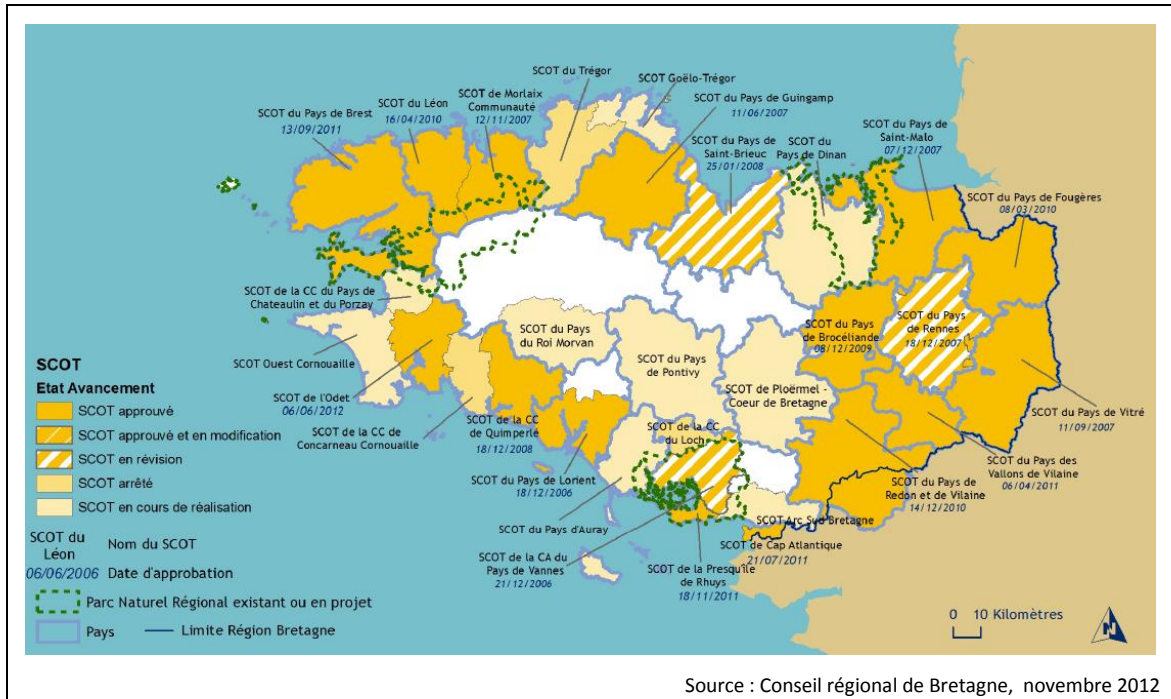 SCOT du Trégor
SCOT Goëlo-Trégor
SCOT de Morlaix
Communauté
12/11/2007
SCOT du Léon
16/04/2010
SCOT du Pays de Brest
13/09/2011
SCOT du Pays de Guingamp
11/06/2007
SCOT du Pays de
Saint-Brieuc
25/01/2008
SCOT du
Pays de Dinan
SCOT du Pays de
Saint-Malo
07/12/2007
SCOT du Pays de Fougères
08/03/2010
SCOT de la CC du Pays de
Chateaulin et du Porzay
SCOT du Pays
du Roi Morvan
SCOT du Pays
de Pontivy
SCOT du Pays
de Brocéliande
08/12/2009
SCOT du Pays
de Rennes
18/12/2007
SCOT Ouest Cornouaille
SCOT de l'Odet
06/06/2012
SCOT de Ploërmel -
Coeur de Bretagne
SCOT du Pays de Vitré
11/09/2007
SCOT de la CC de
Concarneau Cornouaille
SCOT de la CC
de Quimperlé
18/12/2008
SCOT de la CC
du Loch
SCOT du Pays des
Vallons de Vilaine
06/04/2011
SCOT du Pays de Lorient
18/12/2006
SCOT du Pays de
Redon et de Vilaine
14/12/2010
SCOT du Pays d'Auray
SCOT Arc Sud Bretagne
SCOT de Cap Atlantique
21/07/2011
SCOT de la CA du
Pays de Vannes
21/12/2006
SCOT de la Presqu'île
de Rhuys
18/11/2011
SCOT
Etat Avancement
SCOT approuvé
SCOT approuvé et en modification
SCOT en révision
SCOT arrêté
SCOT en cours de réalisation
SCOT du
Léon
Nom du SCOT
06/06/2006 Date d'approbation
Parc Naturel Régional existant ou en projet
Pays
Limite Région Bretagne
0 10 Kilomètres
N
Source : Conseil régional de Bretagne, novembre 2012